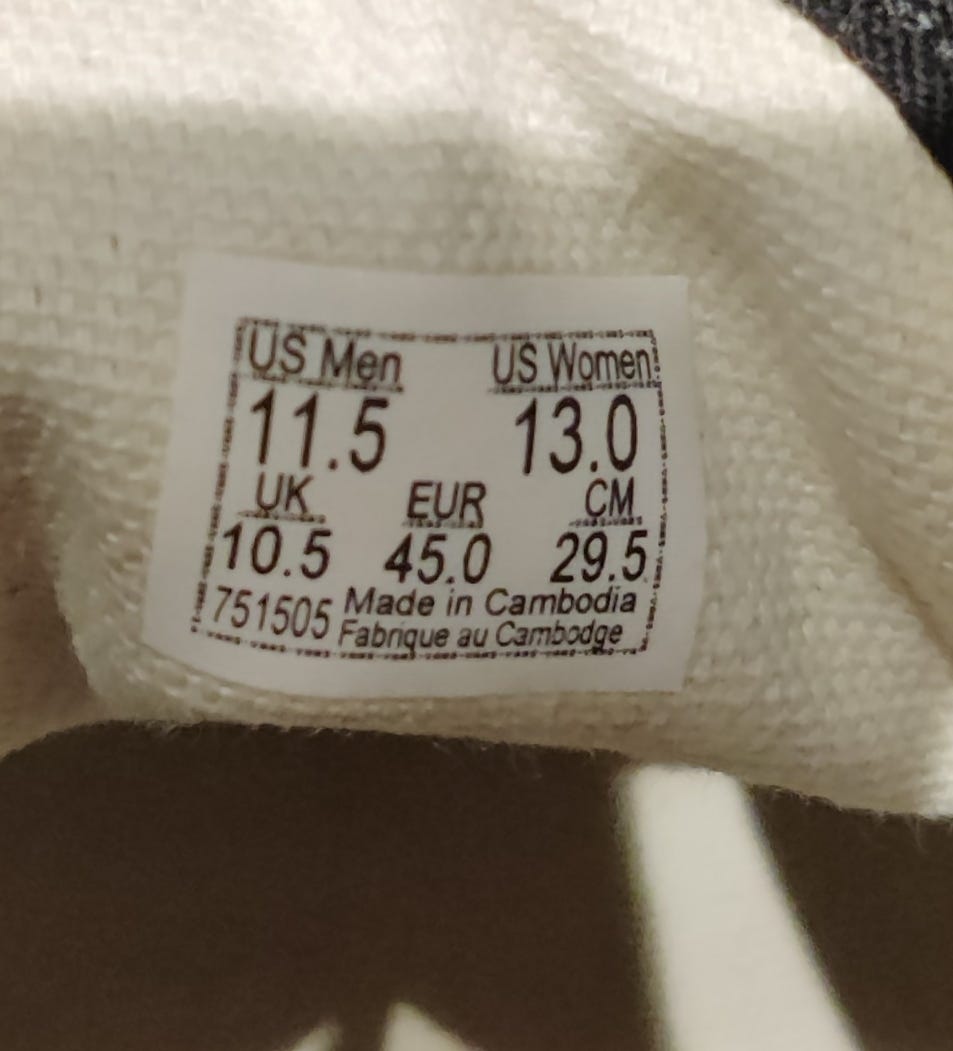 US Men US Women
11.5 13.0
UK EUR CM
10.5 45.0 29.5
751505 Made in Cambodia
Fabrique au Cambodge